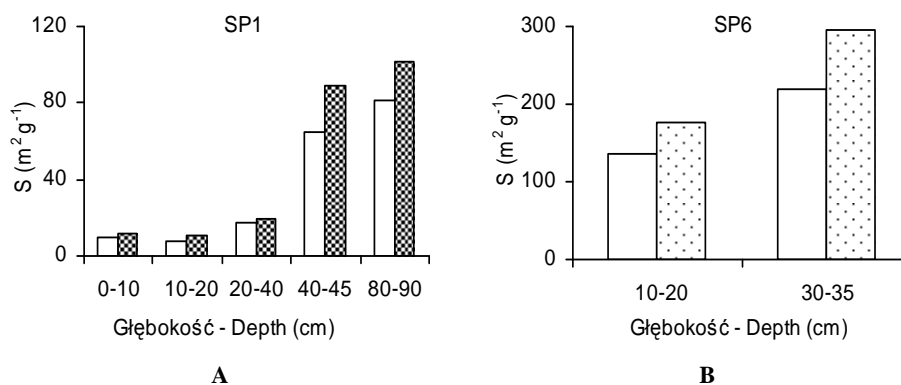 SP1
120
80
40
0
S (m² g⁻¹)
0-10 10-20 20-40 40-45 80-90
Głębokość - Depth (cm)
A
SP6
300
200
100
0
S (m² g⁻¹)
10-20 30-35
Głębokość - Depth (cm)
B